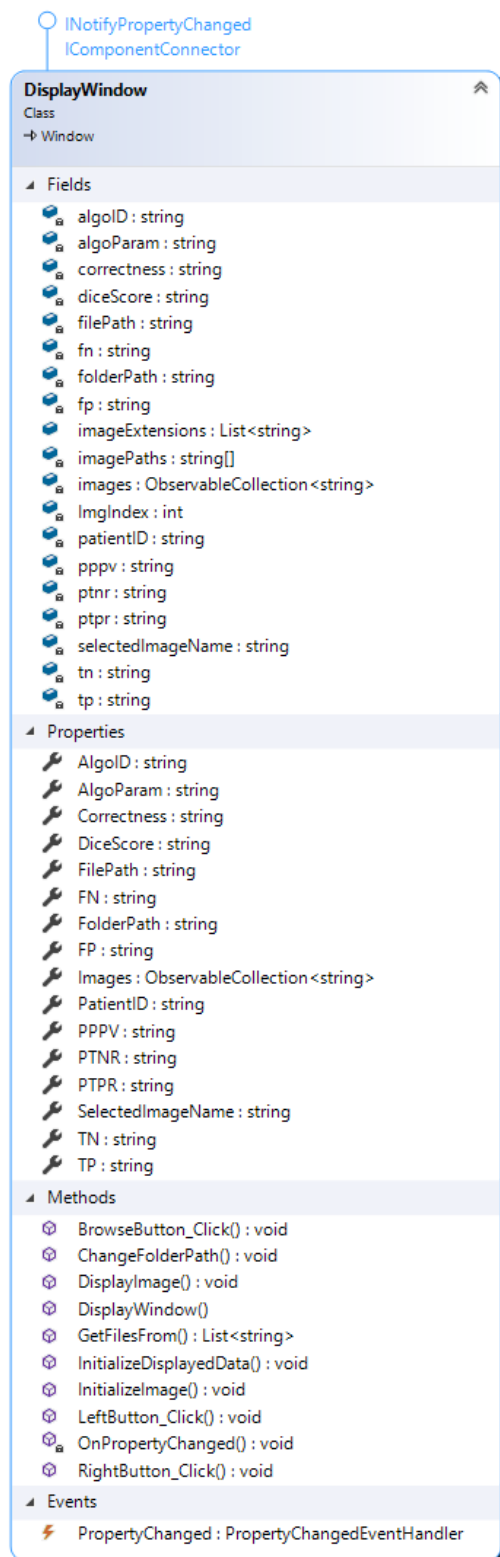 INotifyPropertyChanged
IComponentConnector
DisplayWindow
Class
Window
Fields
algoID : string
algoParam : string
correctness : string
diceScore : string
filePath : string
fn : string
folderPath : string
fp : string
imageExtensions : List<string>
imagePaths : string[]
images : ObservableCollection<string>
ImgIndex : int
patientID : string
pppv : string
ptnr : string
ptpr : string
selectedImageName : string
tn : string
tp : string
Properties
AlgoID : string
AlgoParam : string
Correctness : string
DiceScore : string
FilePath : string
FN : string
FolderPath : string
FP : string
Images : ObservableCollection<string>
PatientID : string
PPPV : string
PTNR : string
PTPR : string
SelectedImageName : string
TN : string
TP : string
Methods
BrowseButton_Click() : void
ChangeFolderPath() : void
DisplayImage() : void
DisplayWindow()
GetFilesFrom() : List<string>
InitializeDisplayedData() : void
InitializeImage() : void
LeftButton_Click() : void
OnPropertyChanged() : void
RightButton_Click() : void
Events
PropertyChanged : PropertyChangedEventHandler